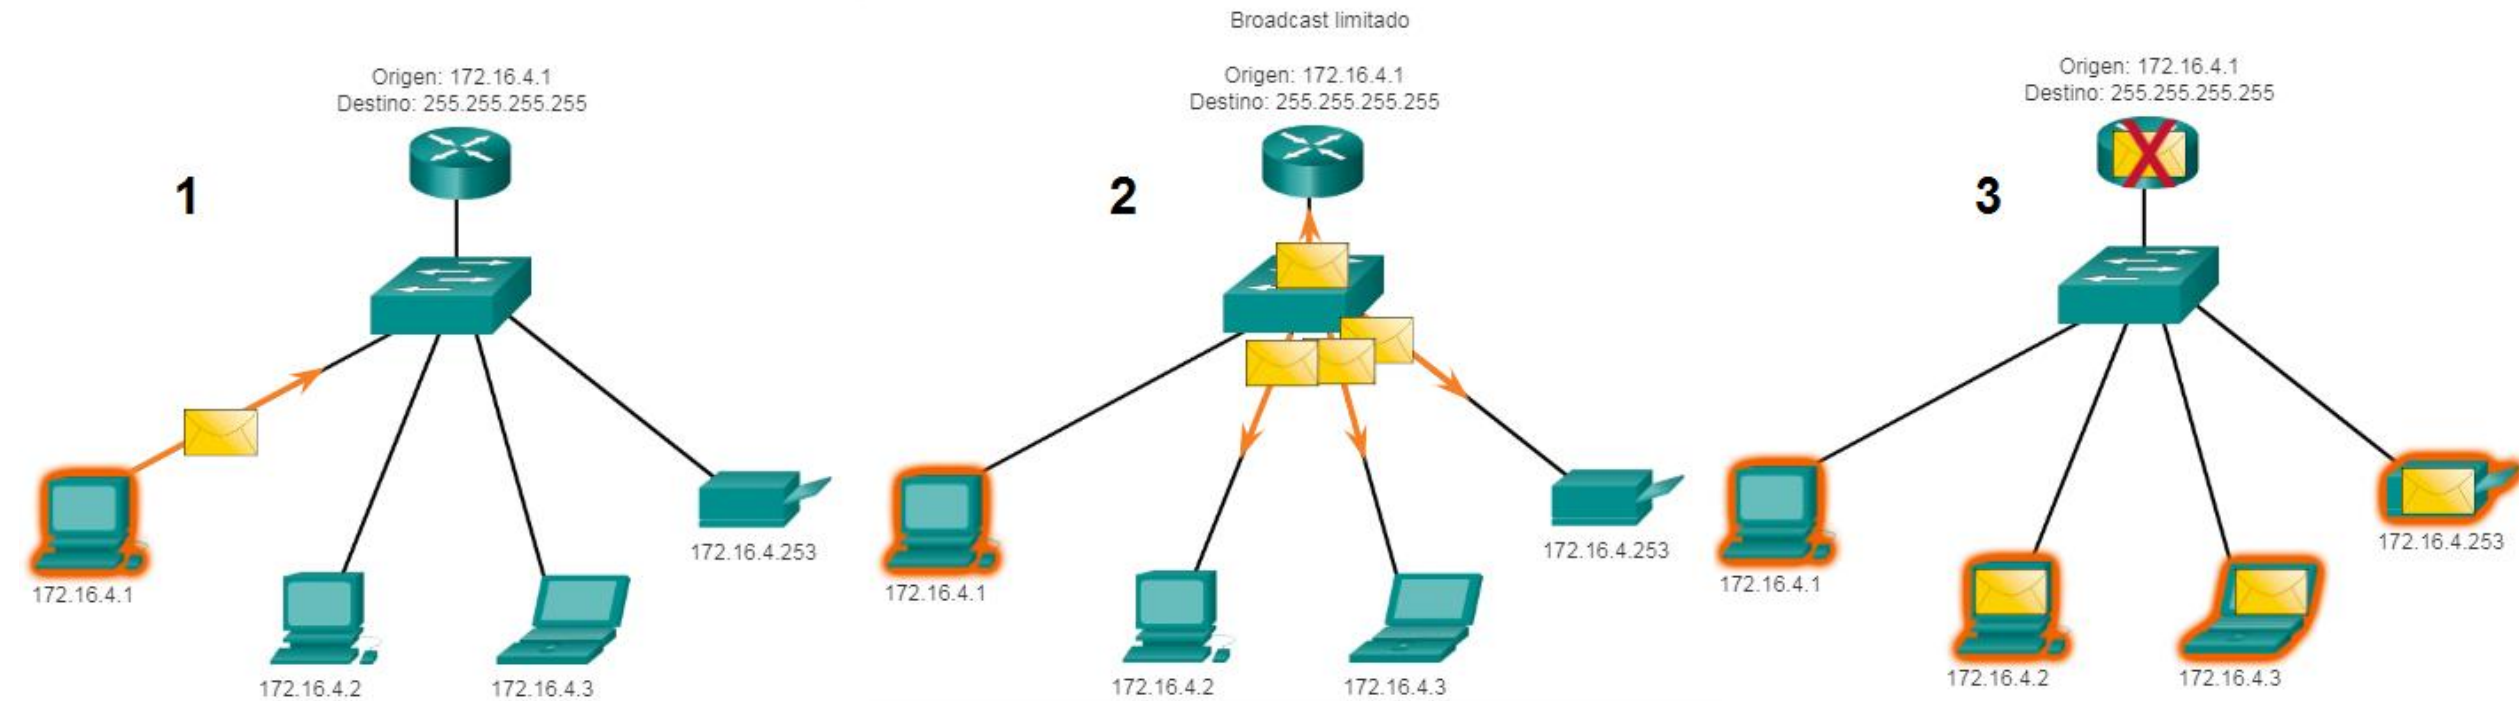 Origen: 172.16.4.1
Destino: 255.255.255.255
1
172.16.4.1
172.16.4.2
172.16.4.3
172.16.4.253
Broadcast limitado
Origen: 172.16.4.1
Destino: 255.255.255.255
2
172.16.4.1
172.16.4.2
172.16.4.3
172.16.4.253
Origen: 172.16.4.1
Destino: 255.255.255.255
3
172.16.4.1
172.16.4.2
172.16.4.3
172.16.4.253